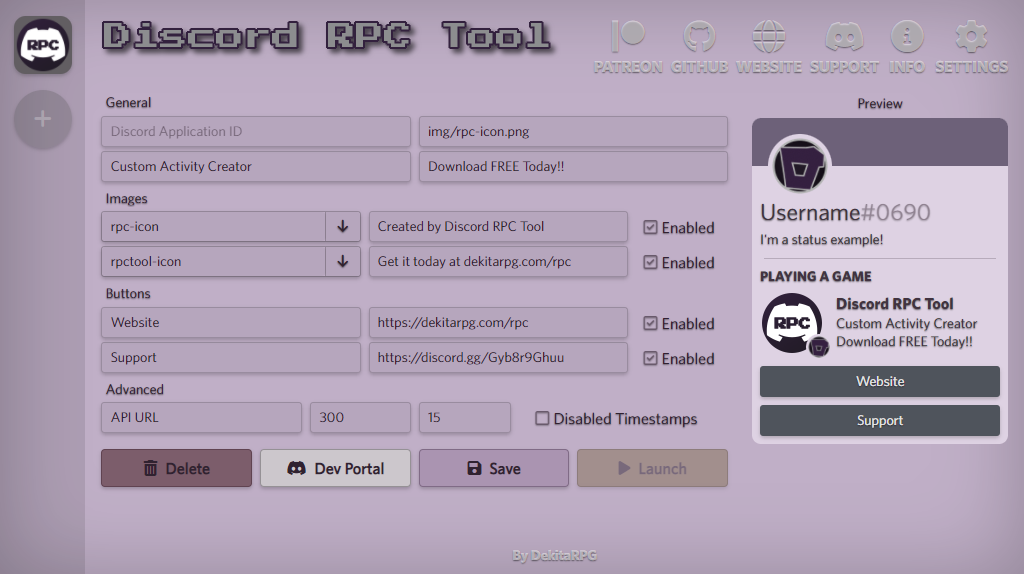 RPC
Discord RPC Tool
PATREON GITHUB WEBSITE SUPPORT INFO SETTINGS
+
General
Discord Application ID
img/rpc-icon.png
Custom Activity Creator
Download FREE Today!!
Images
rpc-icon
Created by Discord RPC Tool
Enabled
rpctool-icon
Get it today at dekitarpg.com/rpc
Enabled
Buttons
Website
https://dekitarpg.com/rpc
Enabled
Support
https://discord.gg/Gyb8r9Ghuu
Enabled
Advanced
API URL
300
15
Disabled Timestamps
Delete
Dev Portal
Save
Launch
Preview
Username#0690
I'm a status example!
PLAYING A GAME
RPC
Discord RPC Tool
Custom Activity Creator
Download FREE Today!!
Website
Support
By DekitaRPG